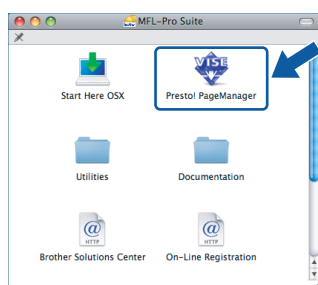 MFL-Pro Suite
VISE
Start Here OSX
Presto! PageManager
Utilities
Documentation
@
HTTP
@
HTTP
Brother Solutions Center
On-Line Registration